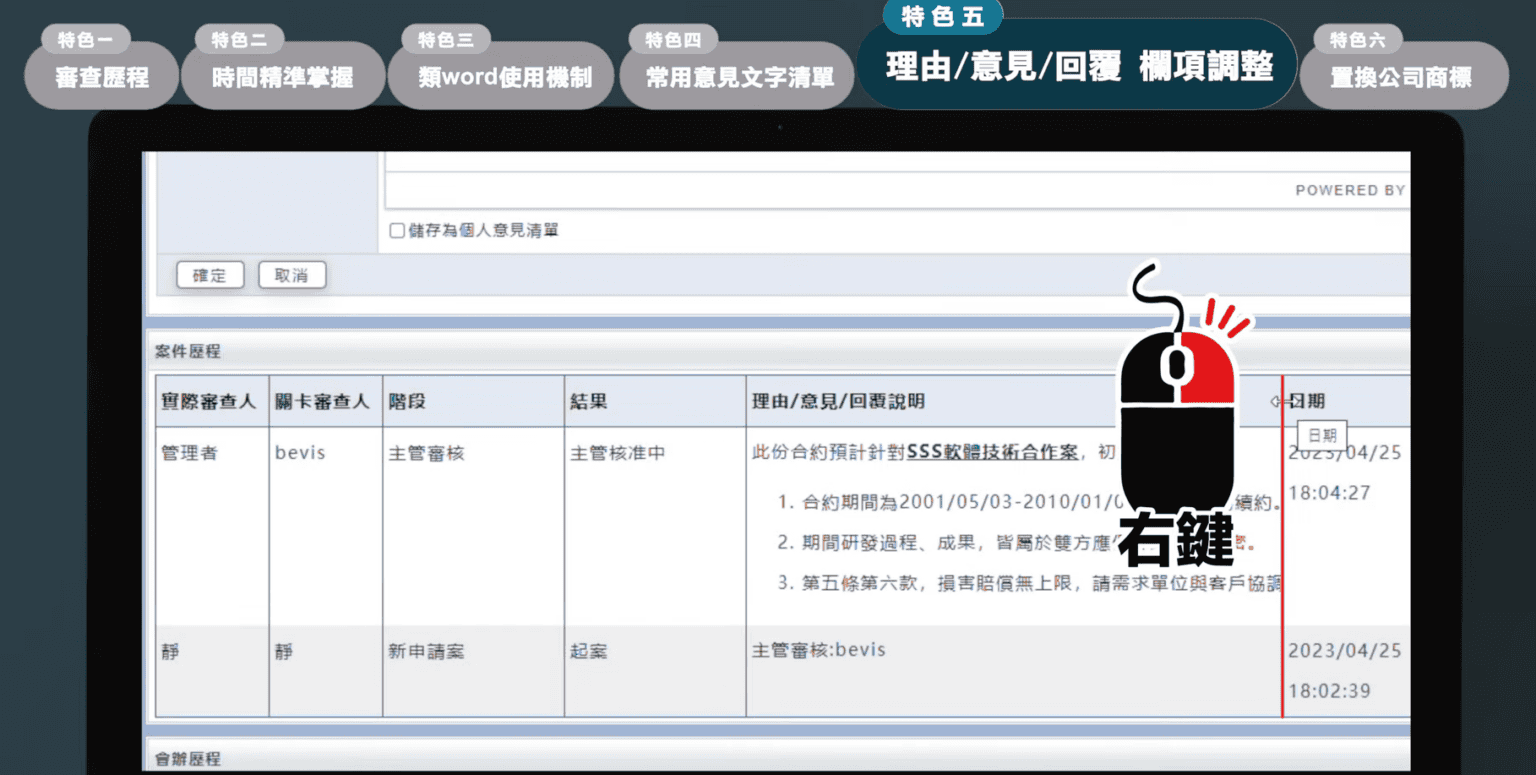 特色一
審查歷程
特色二
時間精準掌握
特色三
類word使用機制
特色四
常用意見文字清單
特色五
理由/意見/回覆 欄項調整
特色六
置換公司商標
POWERED BY
儲存為個人意見清單
確定 取消
案件歷程
實際審查人 關卡審查人 階段 結果 理由/意見/回覆說明 日期
日期
管理者 bevis 主管審核 主管核准中 此份合約預計針對SSS軟體技術合作案，初 2023/04/25
18:04:27
1. 合約期間為2001/05/03-2010/01/0 續約。
2. 期間研發過程、成果，皆屬於雙方應
3. 第五條第六款，損害賠償無上限，請需求單位與客戶協調
右鍵
靜 靜 新申請案 起案 主管審核:bevis 2023/04/25
18:02:39
會辦歷程